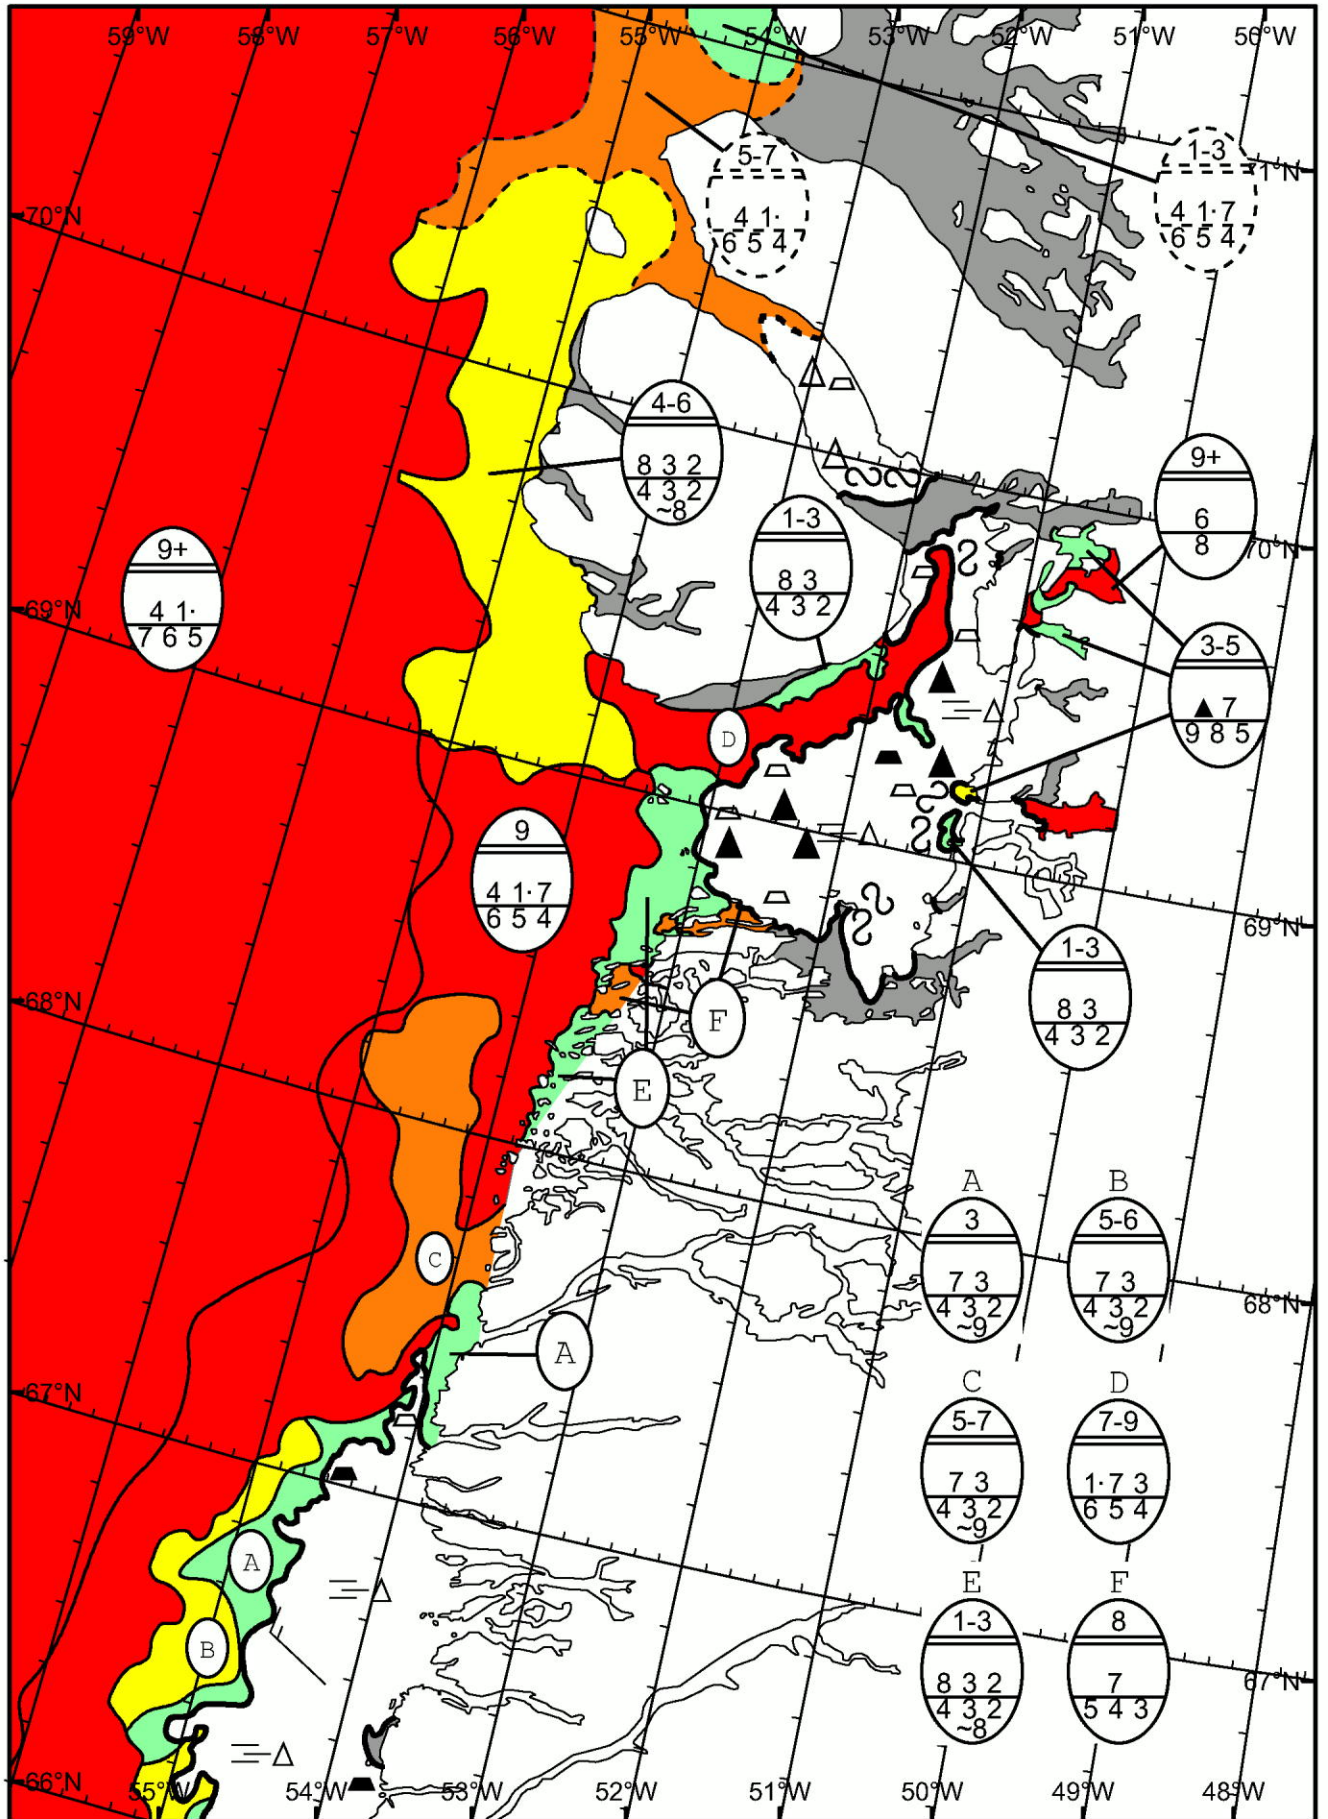 59°W 58°W 57°W 56°W 55°W 54°W 53°W 52°W 51°W 50°W
5-7
4 1·
6 5 4
1-3
4 1·7
6 5 4
71°N
70°N
4-6
8 3 2
4 3 2
~8
9+
6
8
1-3
8 3
4 3 2
70°N
9+
4 1·
7 6 5
69°N
3-5
▲ 7
9 8 5
D
9
4 1·7
6 5 4
69°N
1-3
8 3
4 3 2
68°N
F
E
A
3
7 3
4 3 2
~9
B
5-6
7 3
4 3 2
~9
C
68°N
A
67°N
C
5-7
7 3
4 3 2
~9
D
7-9
1·7 3
6 5 4
A
B
E
1-3
8 3 2
4 3 2
~8
F
8
7
5 4 3
67°N
66°N
55°W 54°W 53°W 52°W 51°W 50°W 49°W 48°W